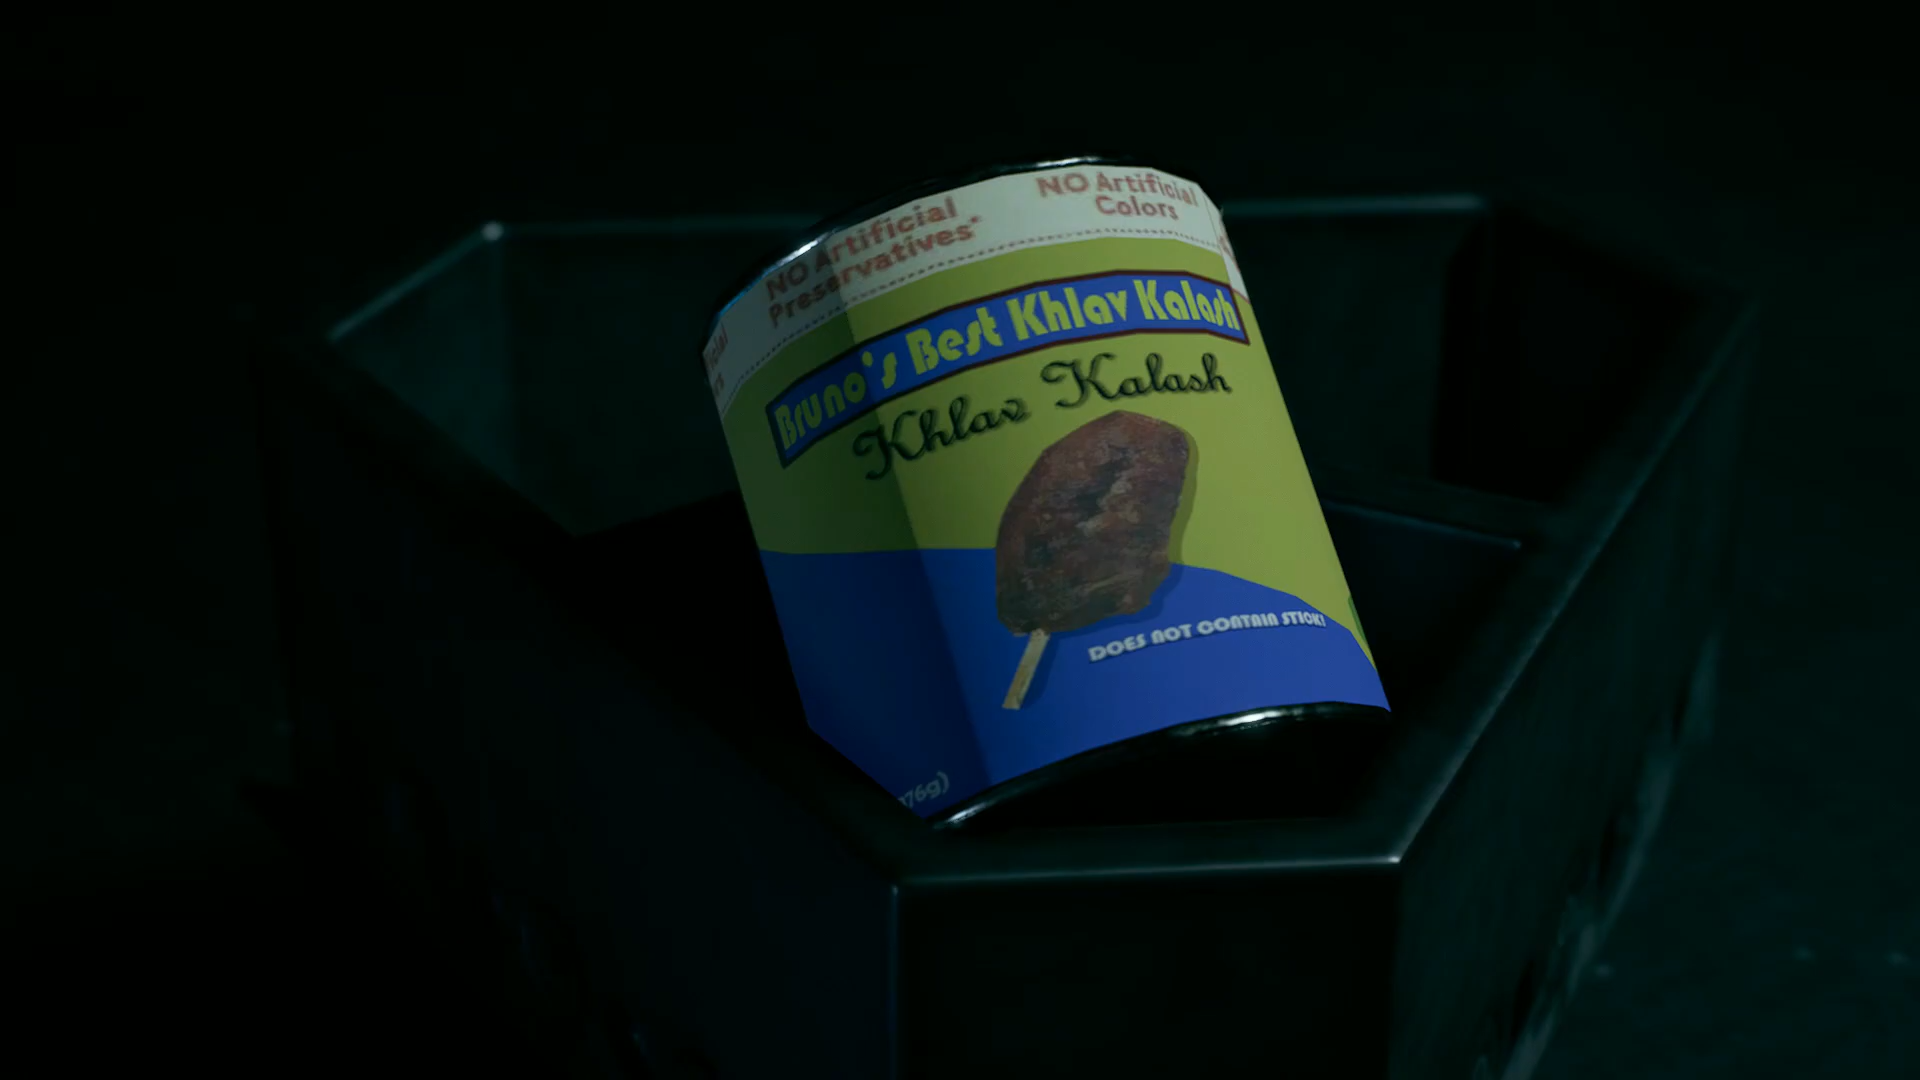 NO Artificial
Preservatives*
NO Artificial
Colors
Bruno's Best Khlav Kalash
Khlav Kalash
DOES NOT CONTAIN STICK!